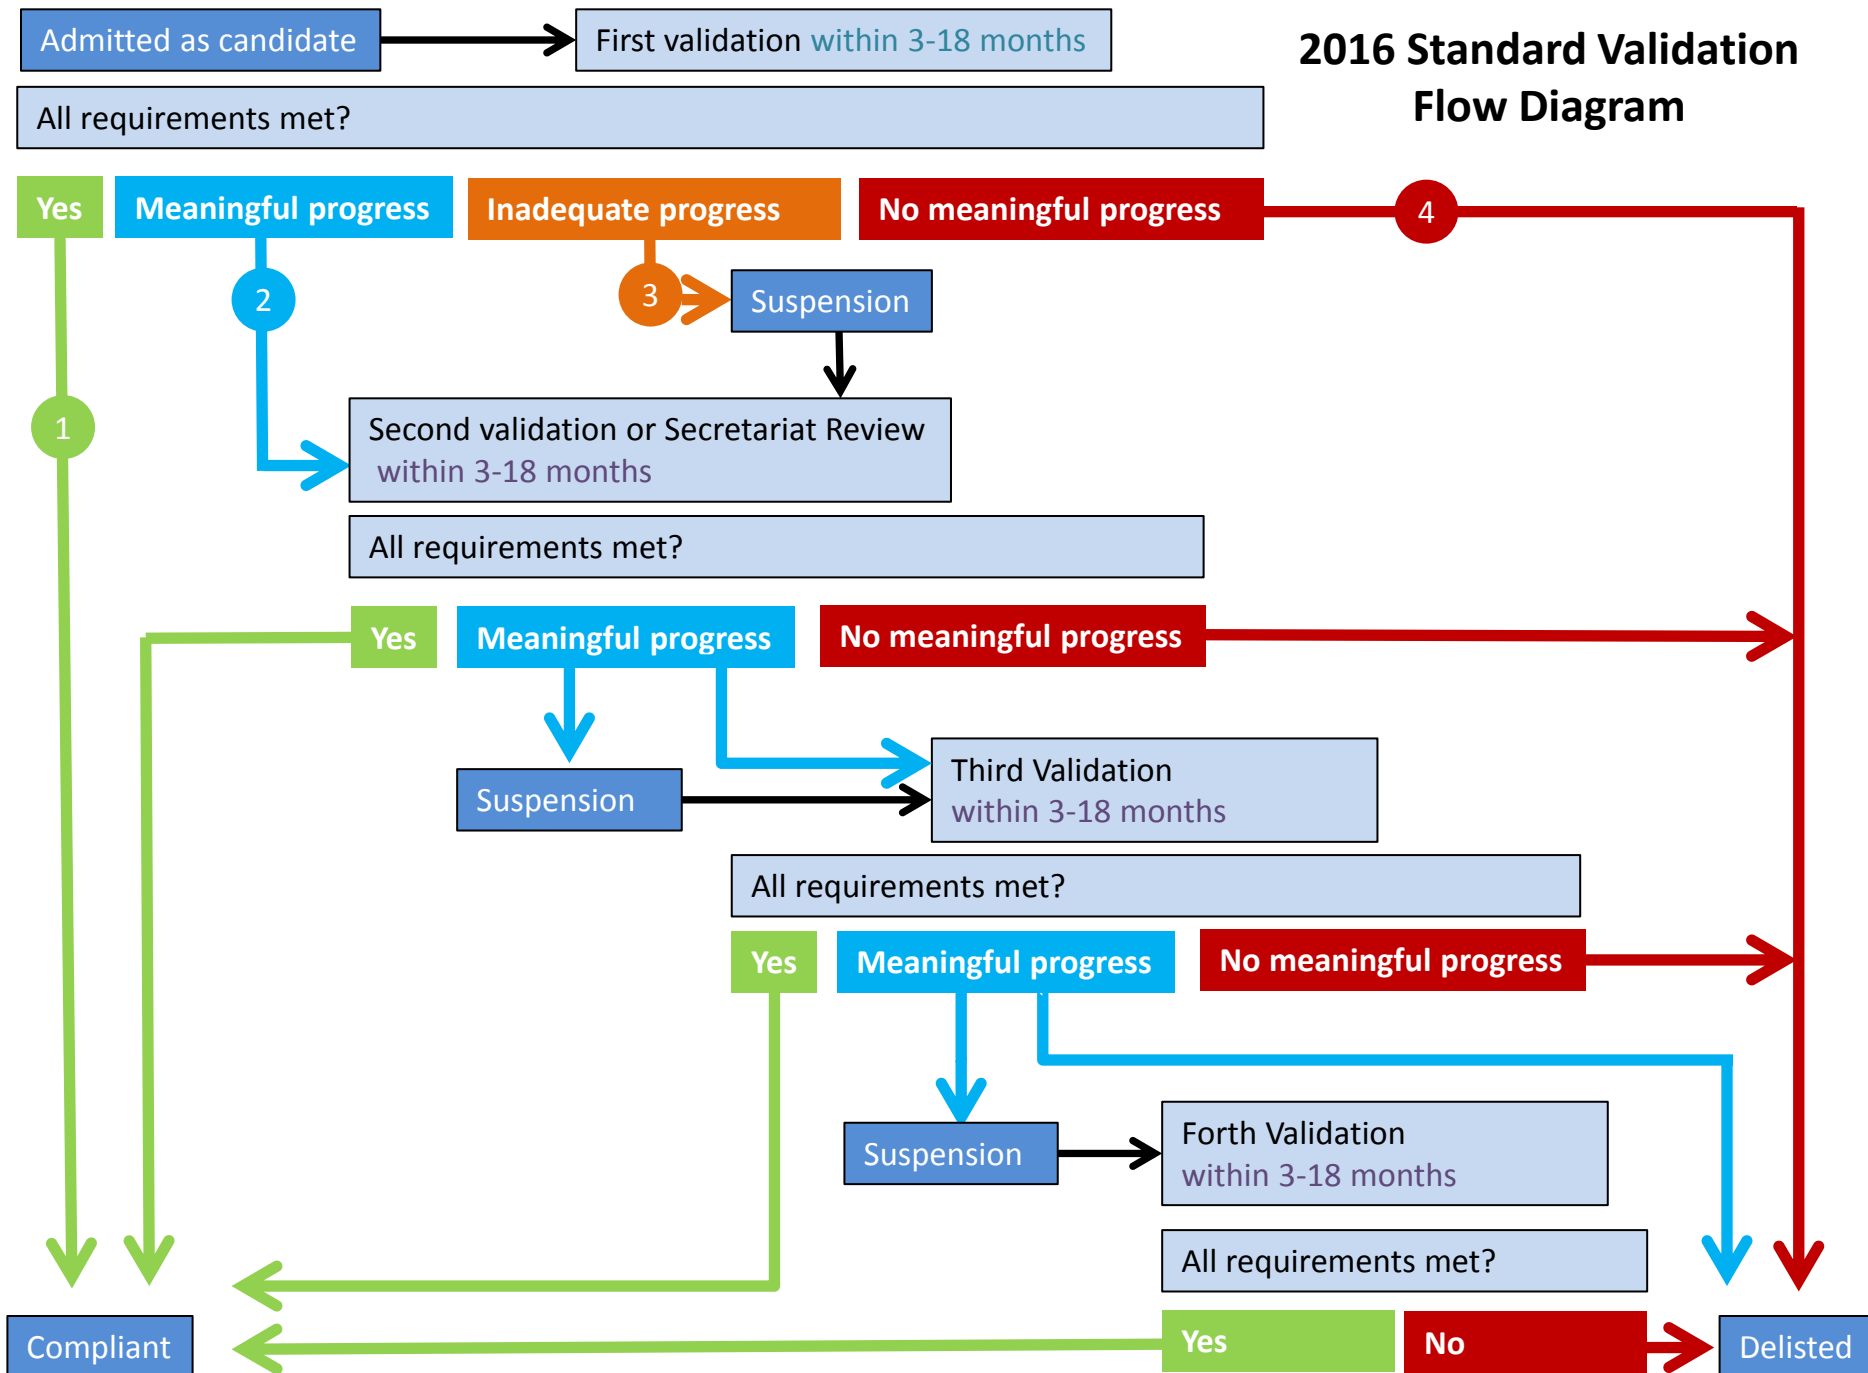 Admitted as candidate
First validation within 3-18 months
2016 Standard Validation
Flow Diagram
All requirements met?
Yes
Meaningful progress
Inadequate progress
No meaningful progress
4
2
3
Suspension
1
Second validation or Secretariat Review
within 3-18 months
All requirements met?
Yes
Meaningful progress
No meaningful progress
Suspension
Third Validation
within 3-18 months
All requirements met?
Yes
Meaningful progress
No meaningful progress
Suspension
Forth Validation
within 3-18 months
All requirements met?
Compliant
Yes
No
Delisted